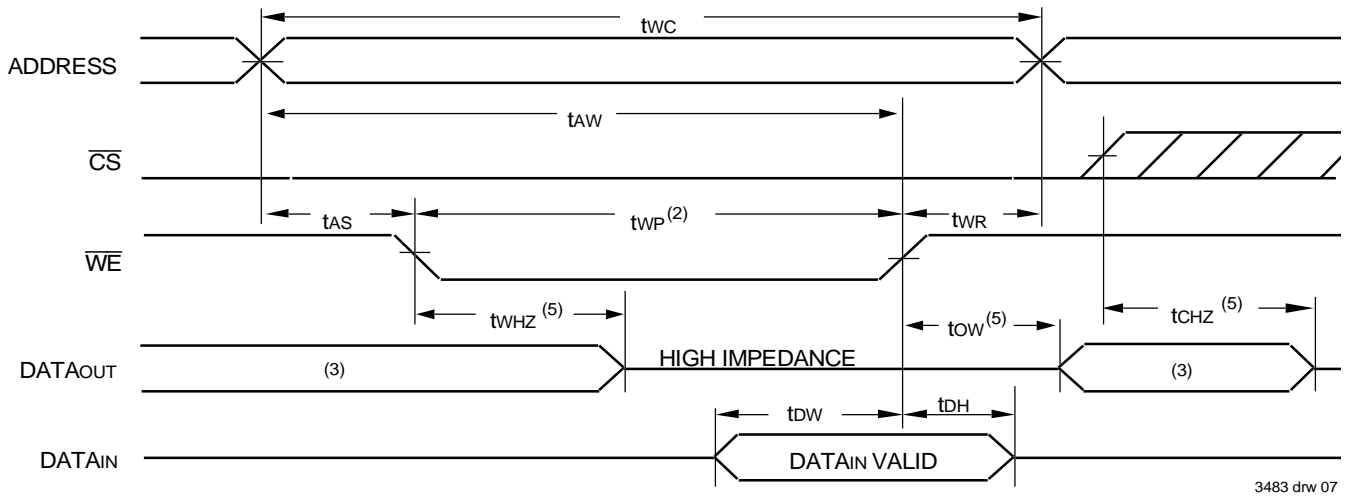 tWC
ADDRESS
tAW
CS
tAS
tWP(2)
tWR
WE
tWHZ(5)
tOW(5)
tCHZ(5)
DATAOUT
(3)
HIGH IMPEDANCE
(3)
tDW
tDH
DATAIN
DATAIN VALID
3483 drw 07